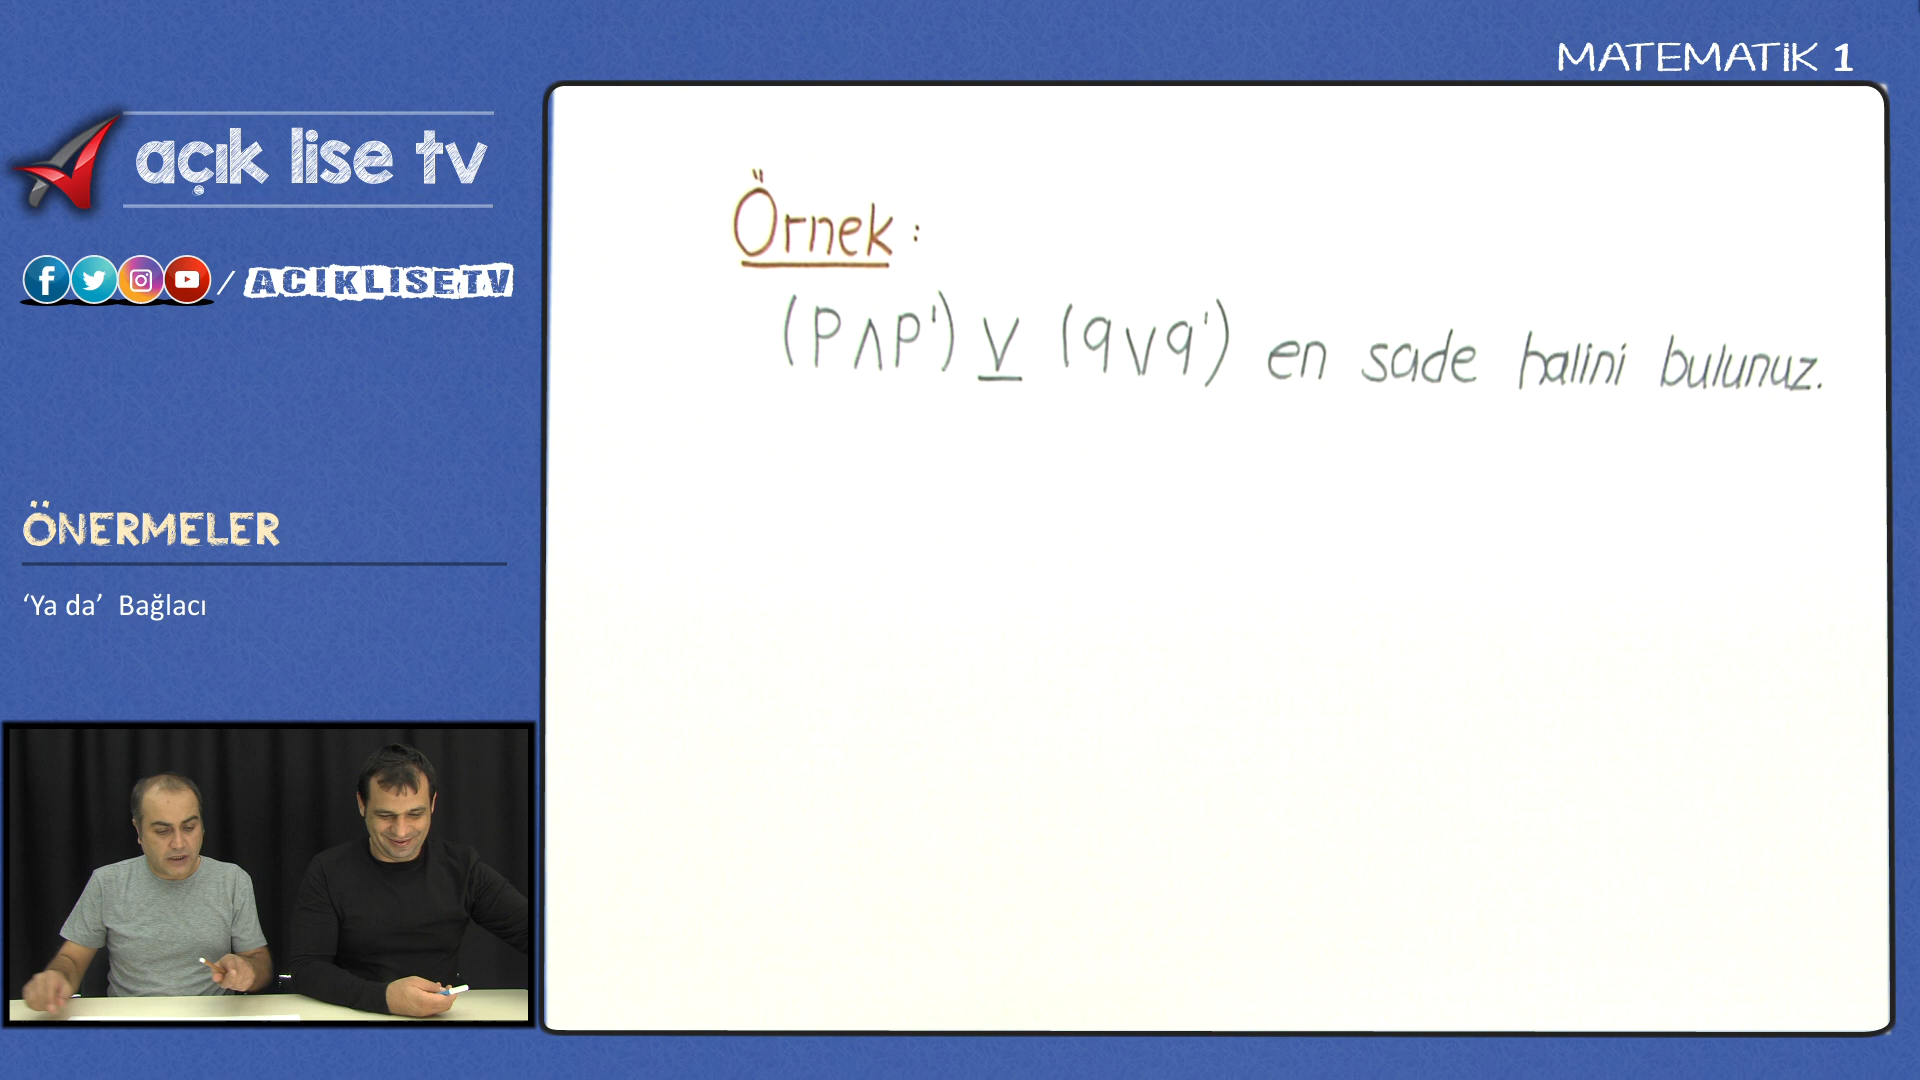 MATEMATİK 1
açık lise tv
/ ACIKLISETV
ÖNERMELER
‘Ya da’ Bağlacı
Örnek :
(p∧p') ⊻ (q∨q') en sade halini bulunuz.